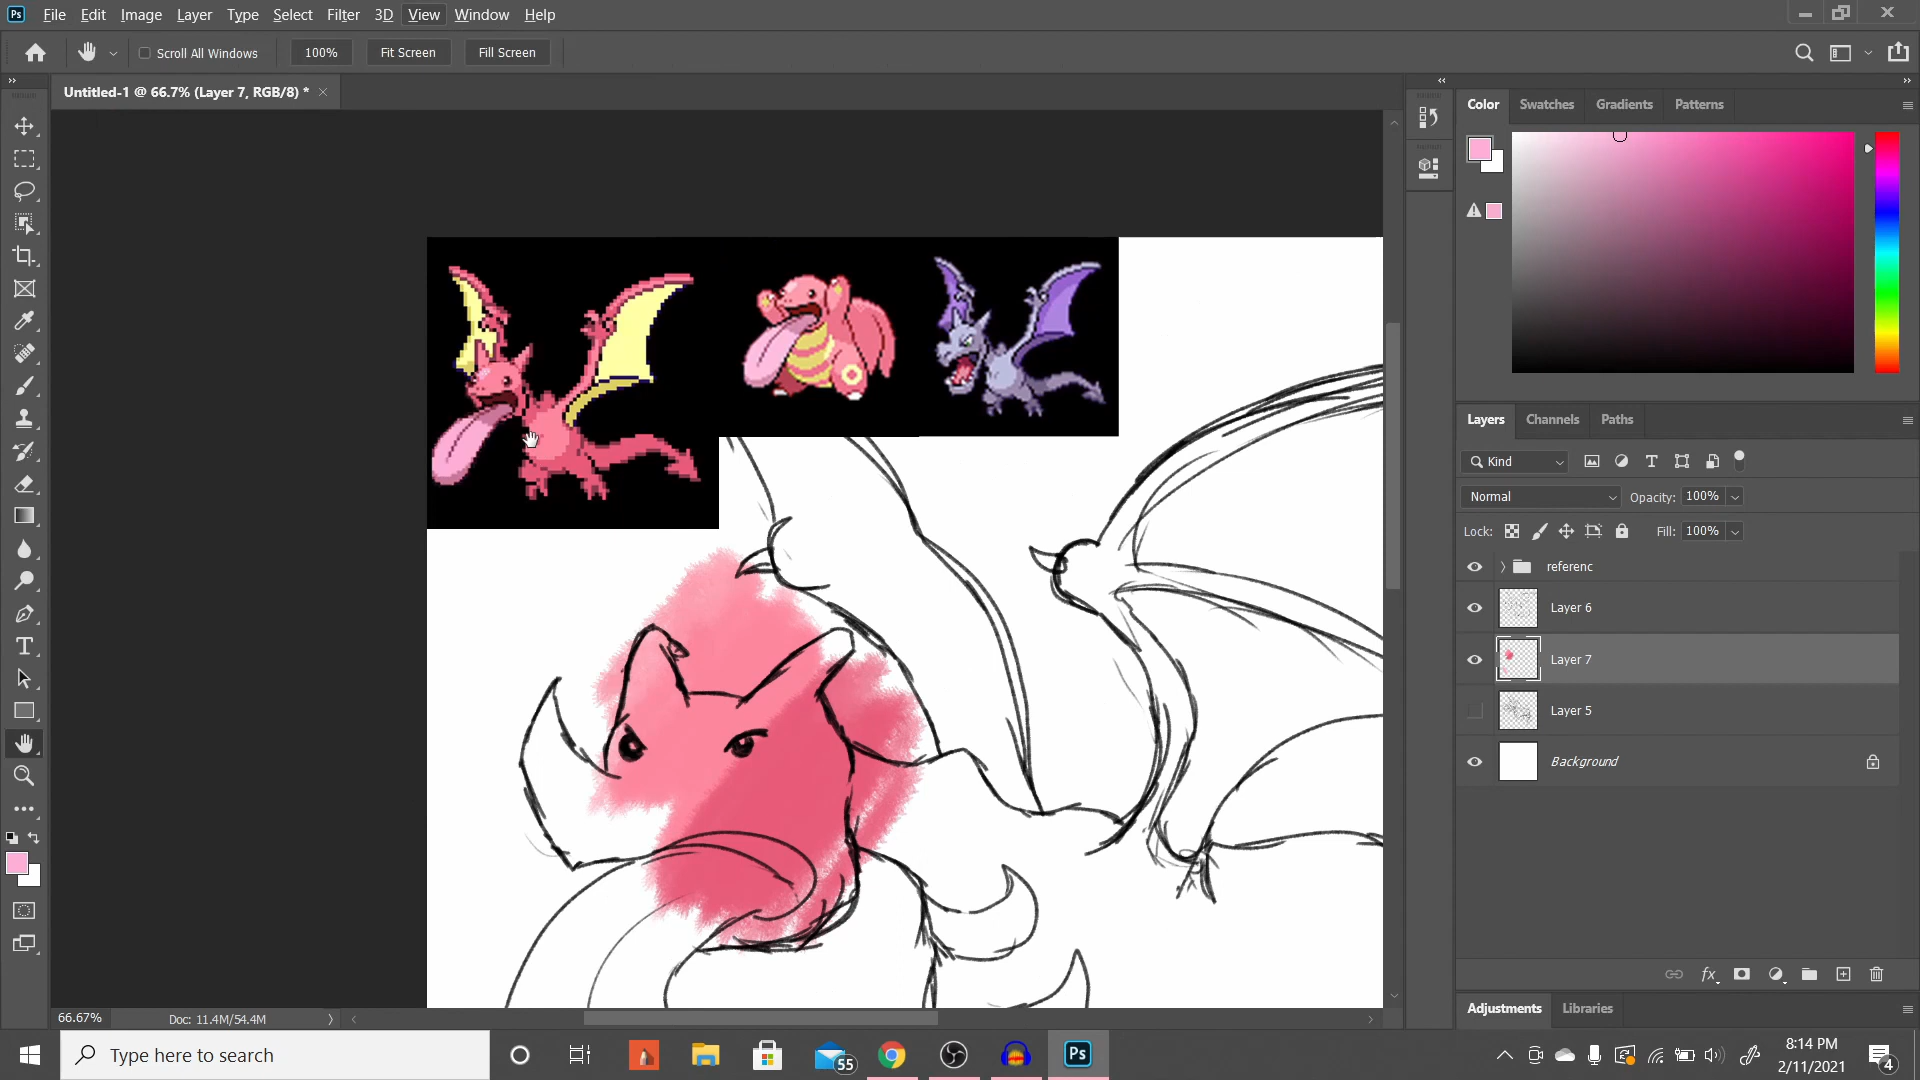 Ps File Edit Image Layer Type Select Filter 3D View Window Help
Scroll All Windows 100% Fit Screen Fill Screen
Untitled-1 @ 66.7% (Layer 7, RGB/8) *
Color Swatches Gradients Patterns
Layers Channels Paths
Kind
Normal Opacity: 100%
Lock: Fill: 100%
referenc
Layer 6
Layer 7
Layer 5
Background
fx
Adjustments Libraries
66.67% Doc: 11.4M/54.4M
Type here to search
55
Ps
8:14 PM
2/11/2021
4